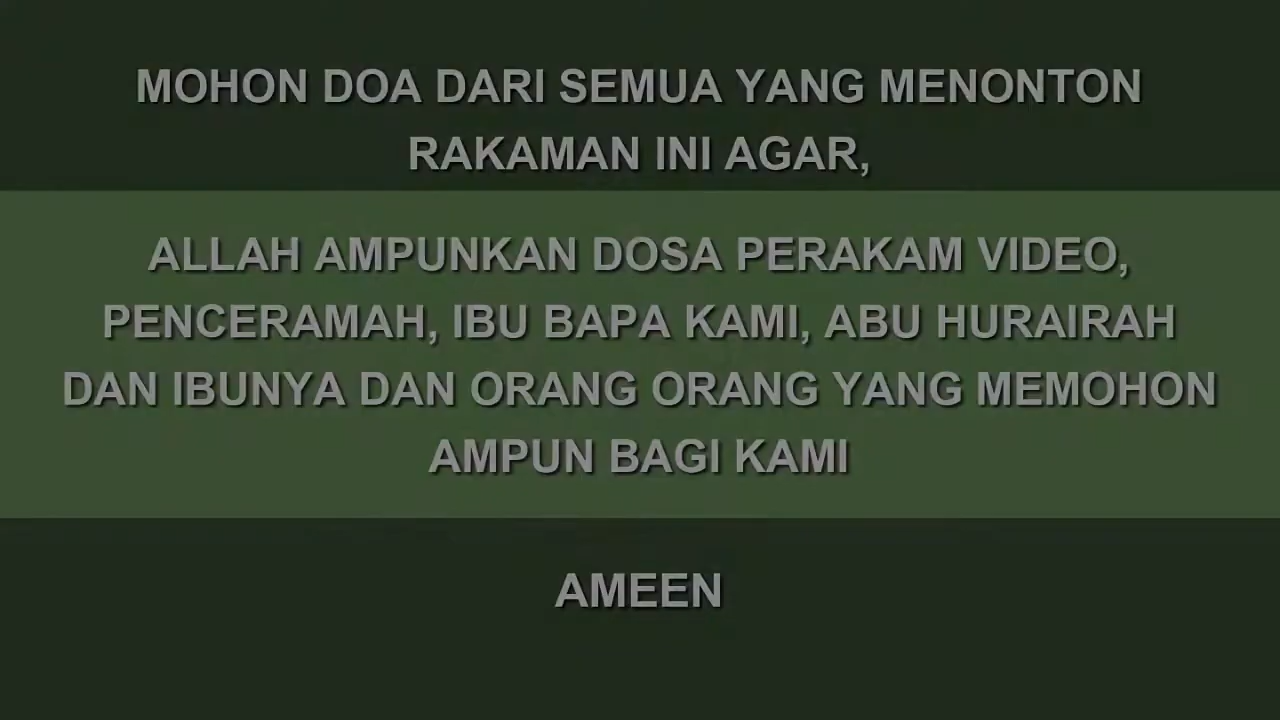 MOHON DOA DARI SEMUA YANG MENONTON
RAKAMAN INI AGAR,
ALLAH AMPUNKAN DOSA PERAKAM VIDEO,
PENCERAMAH, IBU BAPA KAMI, ABU HURAIRAH
DAN IBUNYA DAN ORANG ORANG YANG MEMOHON
AMPUN BAGI KAMI
AMEEN